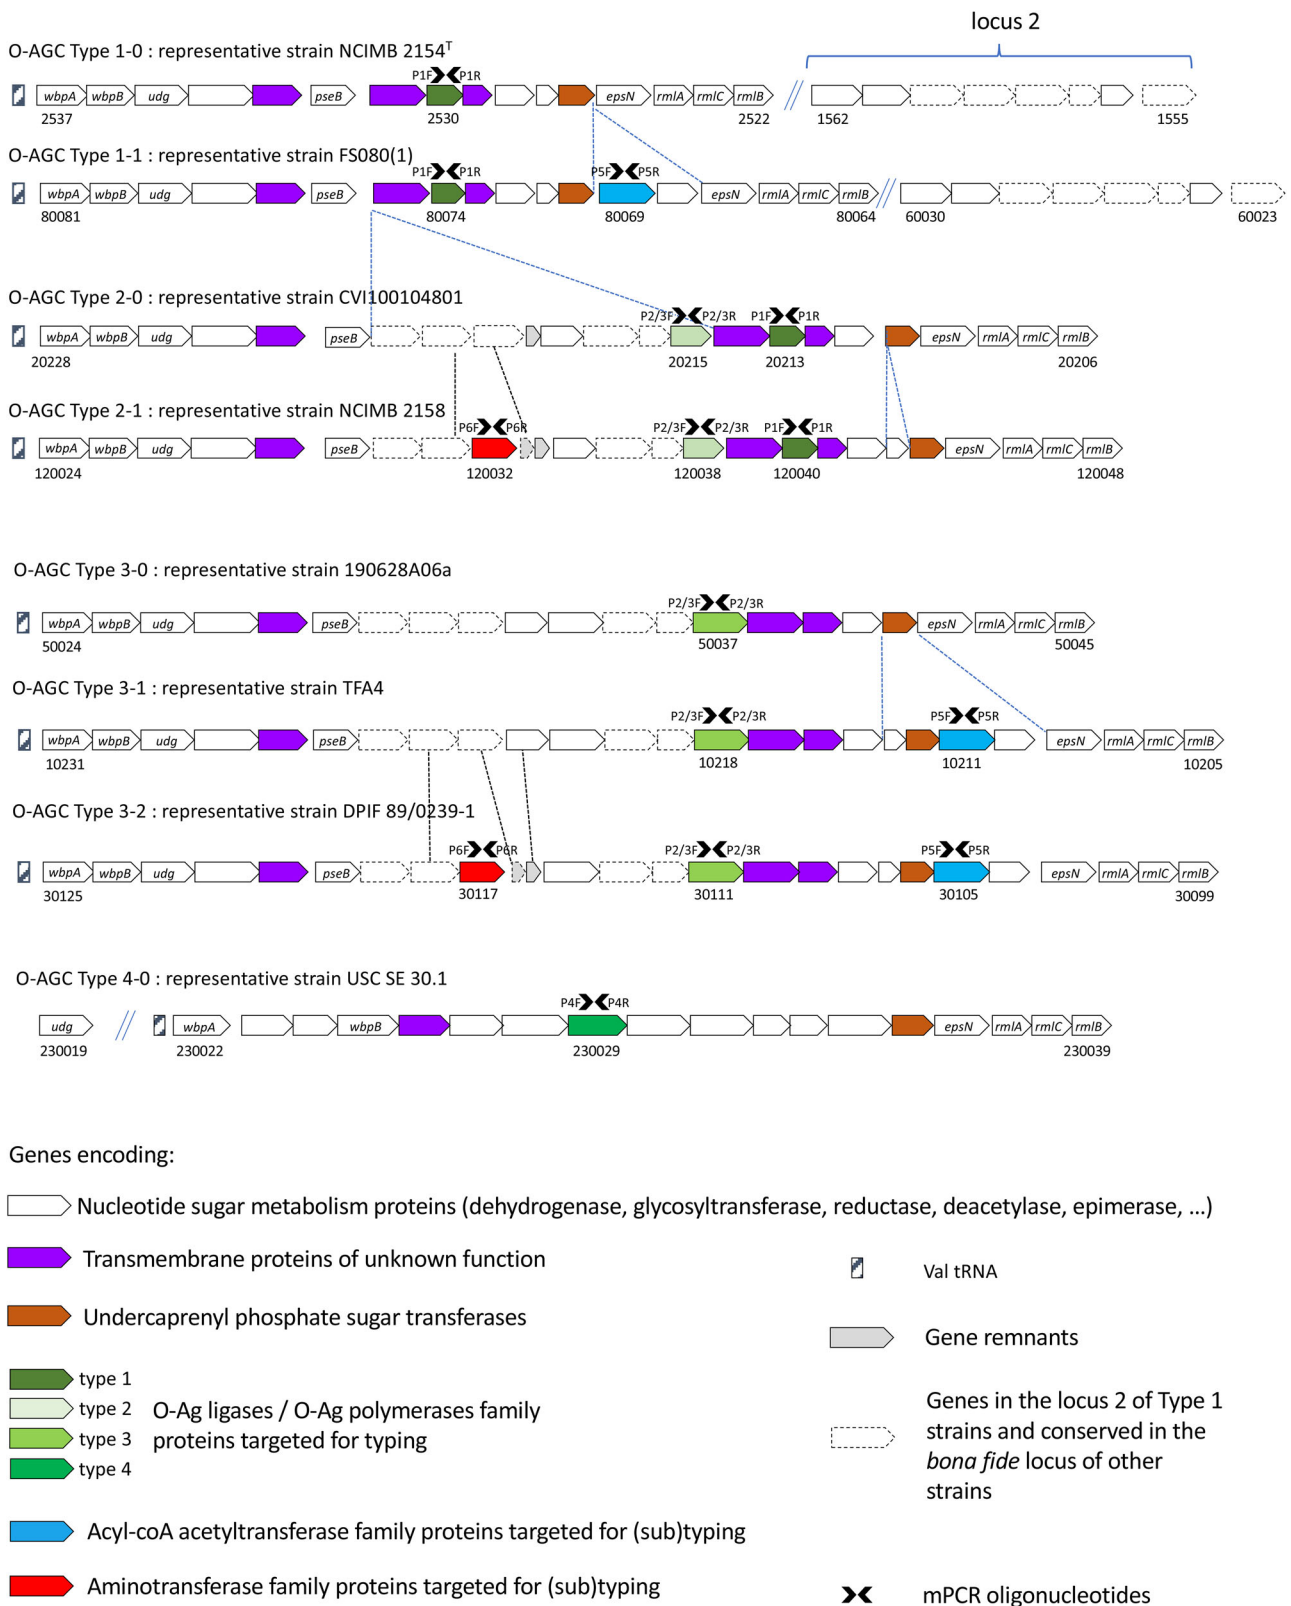 locus 2
O-AGC Type 1-0 : representative strain NCIMB 2154T
P1F P1R
wbpA wbpB udg pseB epsN rmlA rmlC rmlB
2537 2530 2522 1562 1555
O-AGC Type 1-1 : representative strain FS080(1)
P1F P1R P5F P5R
wbpA wbpB udg pseB epsN rmlA rmlC rmlB
80081 80074 80069 80064 60030 60023
O-AGC Type 2-0 : representative strain CVI100104801
P2/3F P2/3R P1F P1R
wbpA wbpB udg pseB epsN rmlA rmlC rmlB
20228 20215 20213 20206
O-AGC Type 2-1 : representative strain NCIMB 2158
P6F P6R P2/3F P2/3R P1F P1R
wbpA wbpB udg pseB epsN rmlA rmlC rmlB
120024 120032 120038 120040 120048
O-AGC Type 3-0 : representative strain 190628A06a
P2/3F P2/3R
wbpA wbpB udg pseB epsN rmlA rmlC rmlB
50024 50037 50045
O-AGC Type 3-1 : representative strain TFA4
P2/3F P2/3R P5F P5R
wbpA wbpB udg pseB epsN rmlA rmlC rmlB
10231 10218 10211 10205
O-AGC Type 3-2 : representative strain DPIF 89/0239-1
P6F P6R P2/3F P2/3R P5F P5R
wbpA wbpB udg pseB epsN rmlA rmlC rmlB
30125 30117 30111 30105 30099
O-AGC Type 4-0 : representative strain USC SE 30.1
P4F P4R
udg wbpA wbpB epsN rmlA rmlC rmlB
230019 230022 230029 230039
Genes encoding:
Nucleotide sugar metabolism proteins (dehydrogenase, glycosyltransferase, reductase, deacetylase, epimerase, ...)
Transmembrane proteins of unknown function
Val tRNA
Undercaprenyl phosphate sugar transferases
Gene remnants
type 1
type 2
type 3
type 4
O-Ag ligases / O-Ag polymerases family
proteins targeted for typing
Genes in the locus 2 of Type 1
strains and conserved in the
bona fide locus of other
strains
Acyl-coA acetyltransferase family proteins targeted for (sub)typing
Aminotransferase family proteins targeted for (sub)typing
mPCR oligonucleotides